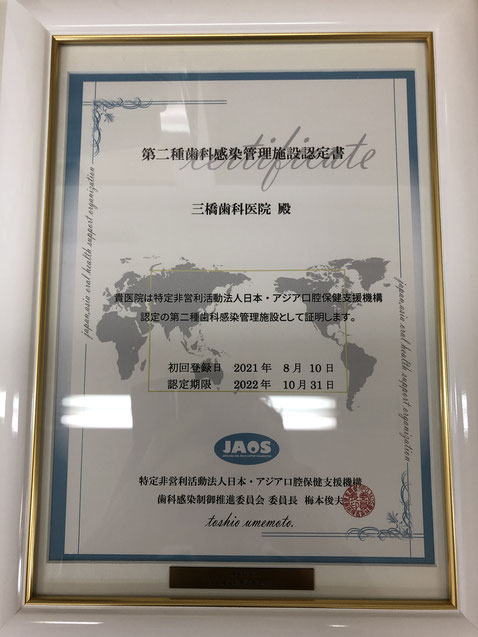 第二種歯科感染管理施設認定書
certificate
三橋歯科医院 殿
japan,asia oral health support organization
貴医院は特定非営利活動法人日本・アジア口腔保健支援機構
認定の第二種歯科感染管理施設として証明します。
初回登録日 2021年 8月10日
認定期限 2022年 10月31日
japan,asia oral health support organization
JAOS
特定非営利活動法人日本・アジア口腔保健支援機構
歯科感染制御推進委員会 委員長 梅本俊夫
toshio umemoto.